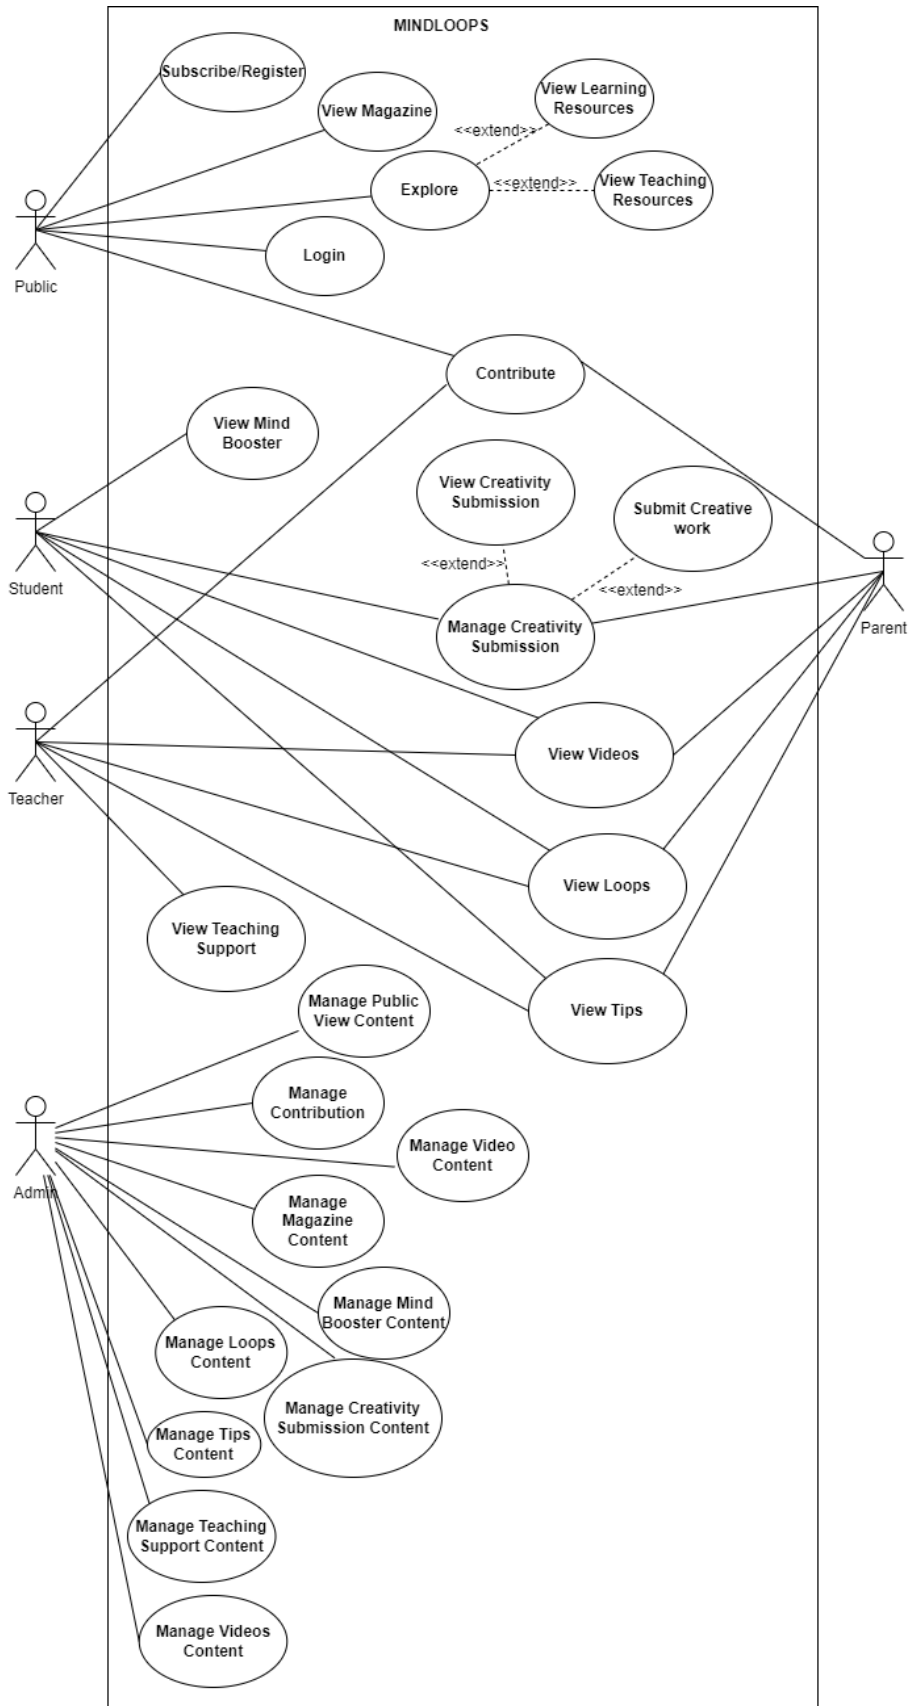 MINDLOOPS
Subscribe/Register
View Magazine
View Learning
Resources
<<extend>>
Explore
<<extend>>
View Teaching
Resources
Login
Public
Contribute
View Mind
Booster
View Creativity
Submission
Submit Creative
work
<<extend>>
<<extend>>
Student
Manage Creativity
Submission
Parent
View Videos
Teacher
View Loops
View Teaching
Support
View Tips
Manage Public
View Content
Manage
Contribution
Manage Video
Content
Admin
Manage
Magazine
Content
Manage Mind
Booster Content
Manage Loops
Content
Manage Creativity
Submission Content
Manage Tips
Content
Manage Teaching
Support Content
Manage Videos
Content